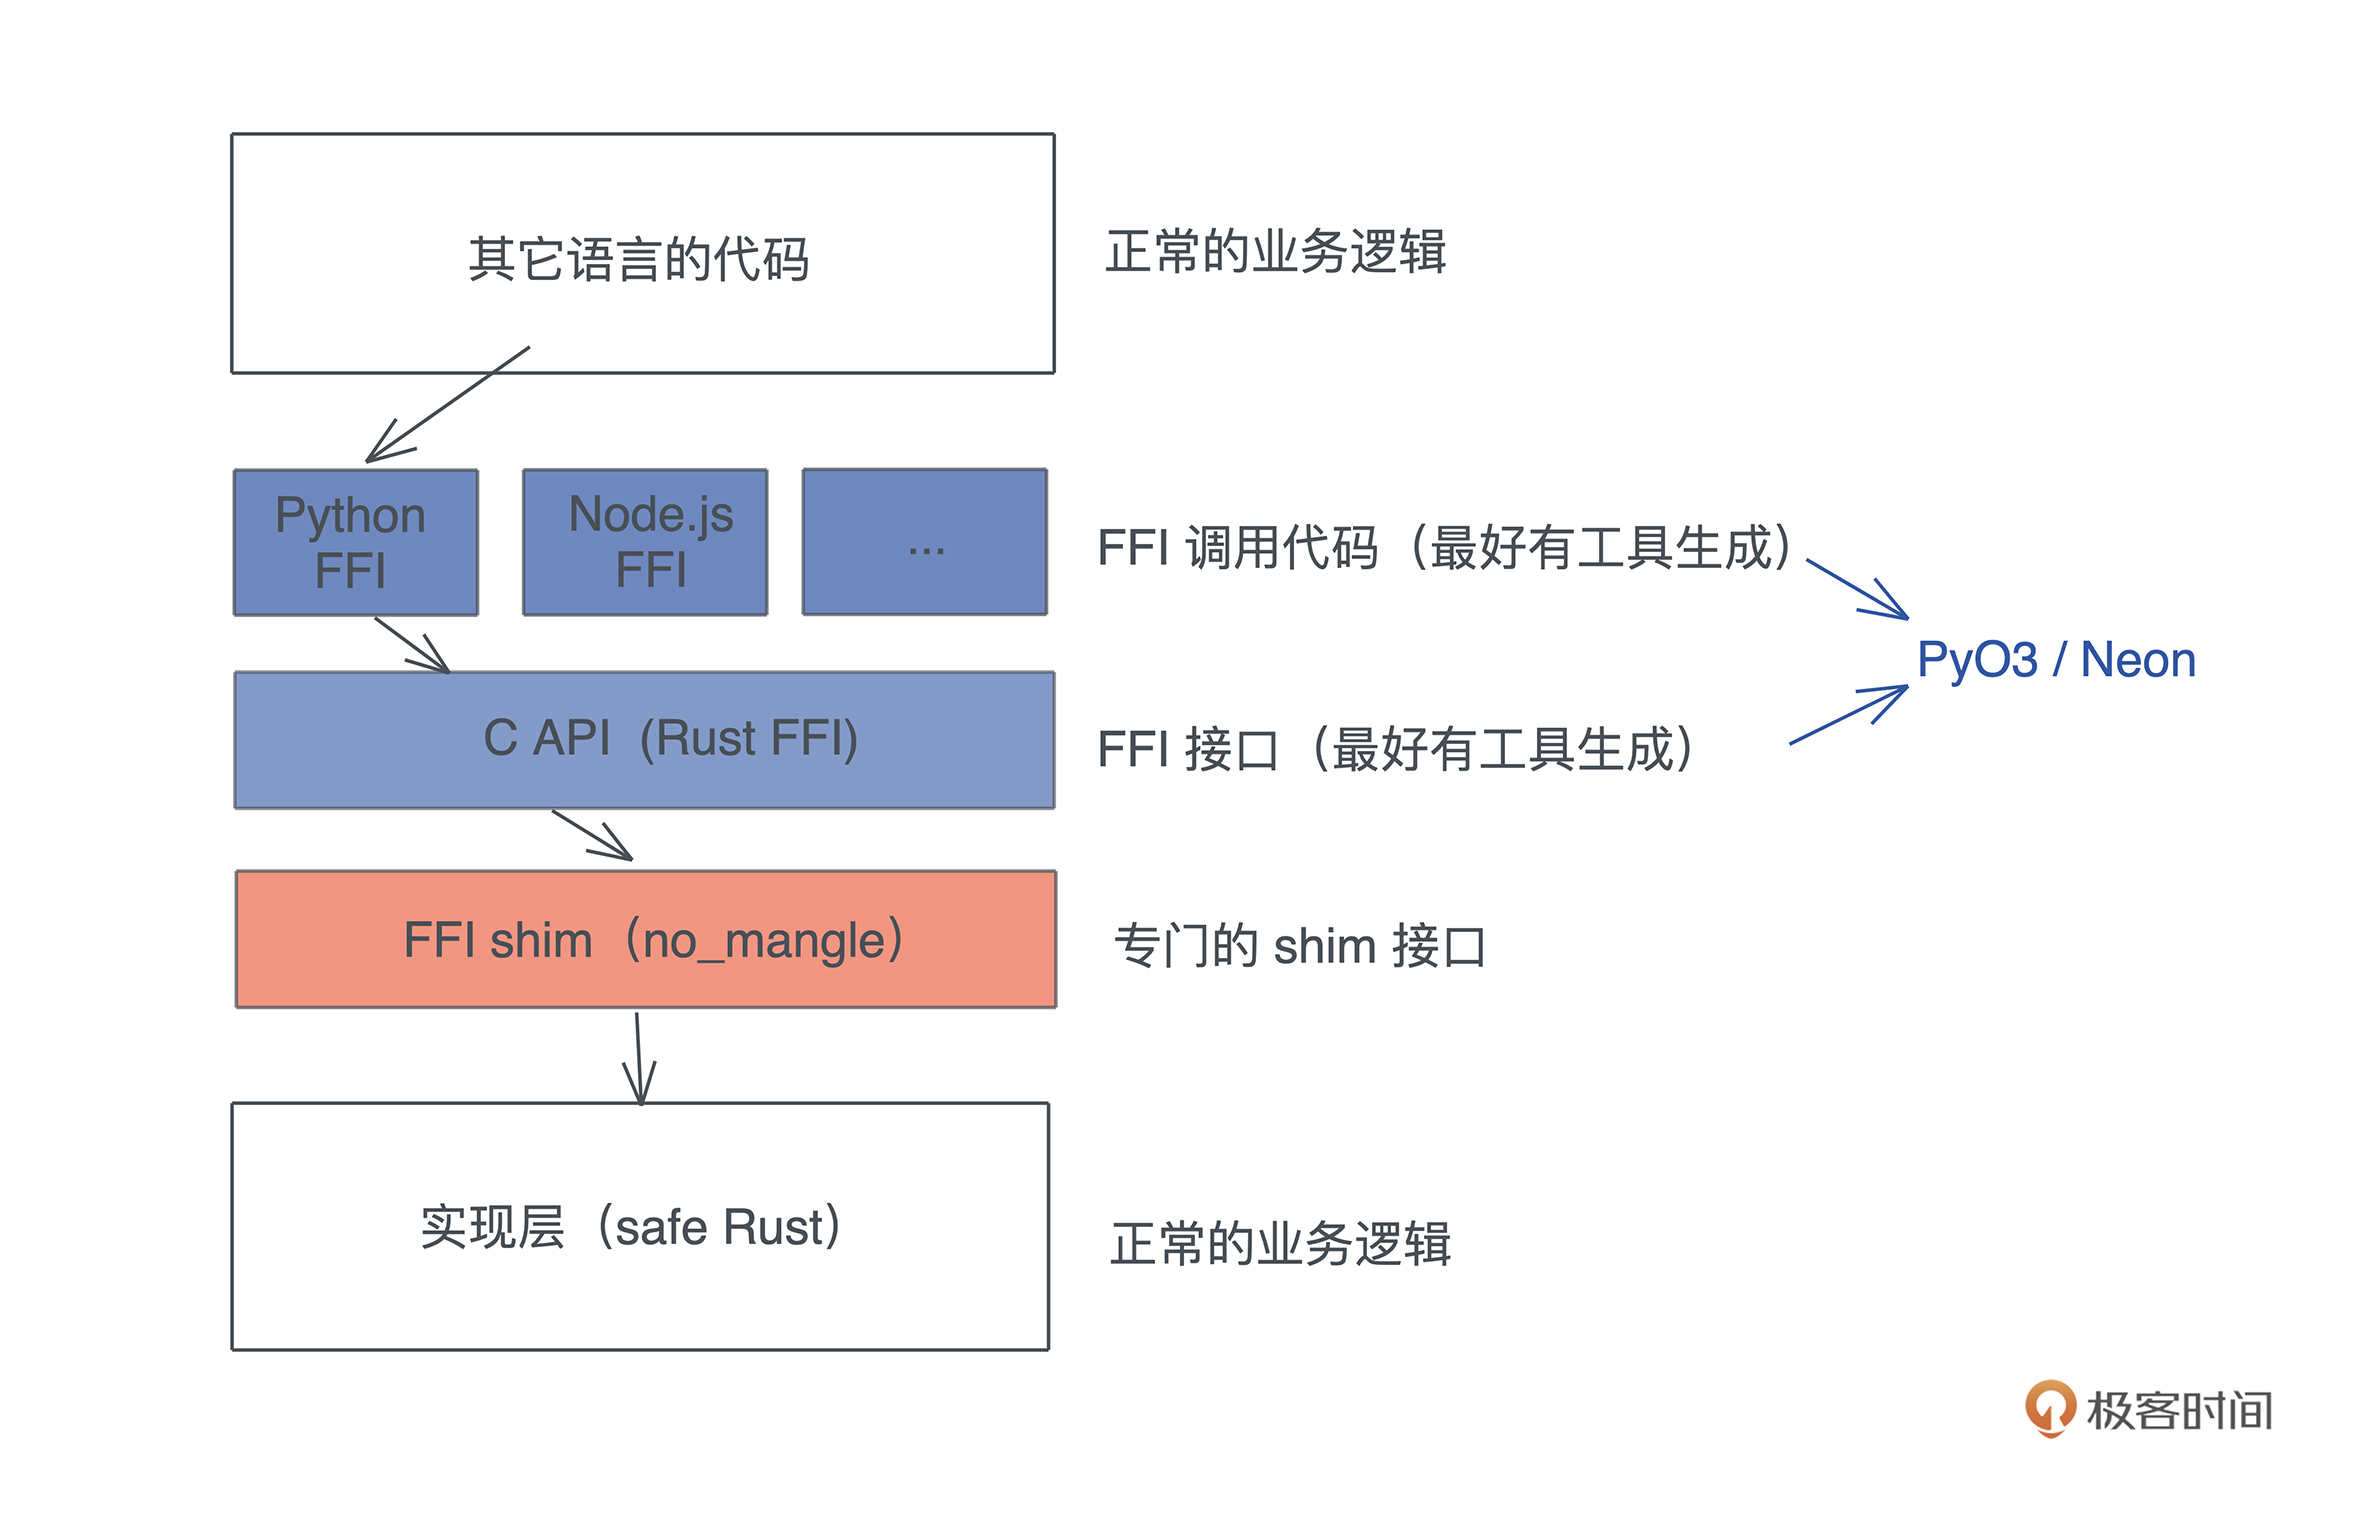 其它语言的代码
正常的业务逻辑
Python
FFI
Node.js
FFI
...
FFI 调用代码（最好有工具生成）
PyO3 / Neon
C API（Rust FFI）
FFI 接口（最好有工具生成）
FFI shim（no_mangle）
专门的 shim 接口
实现层（safe Rust）
正常的业务逻辑
极客时间